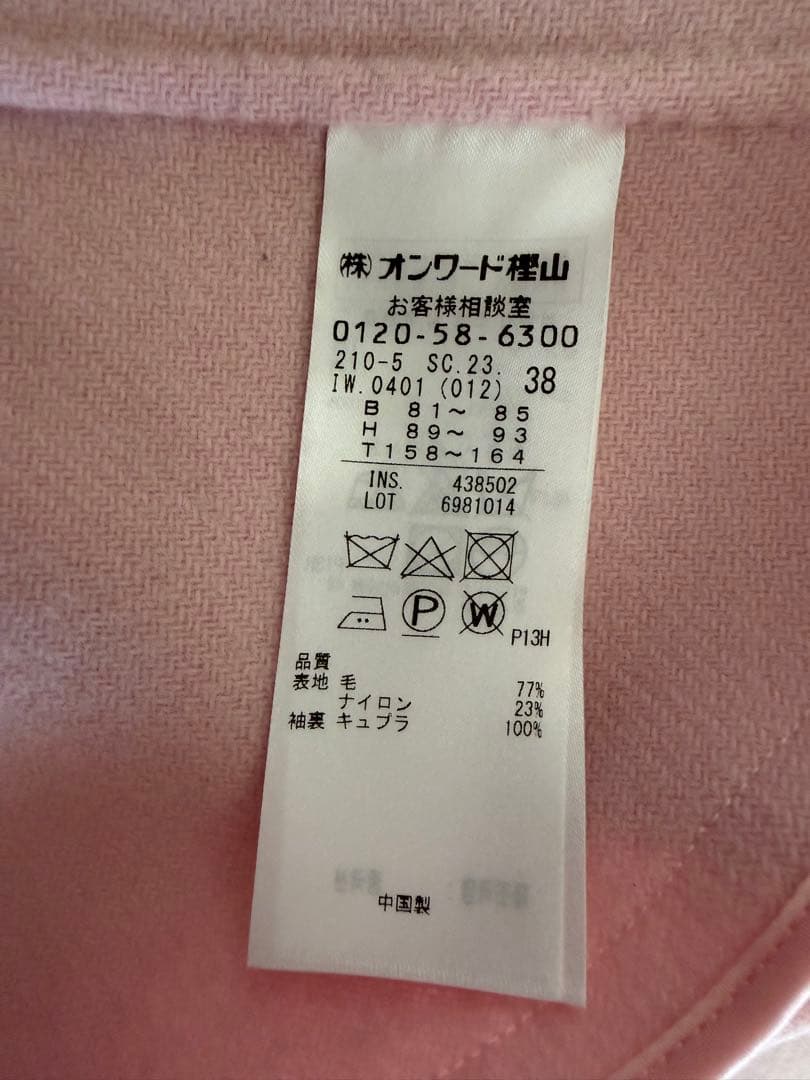 (株)オンワード樫山
お客様相談室
0120-58-6300
210-5 SC.23.
IW.0401(012) 38
B 81〜 85
H 89〜 93
T158〜164
INS. 438502
LOT 6981014
P
W
P13H
品質
表地 毛 77%
ナイロン 23%
袖裏 キュプラ 100%
中国製